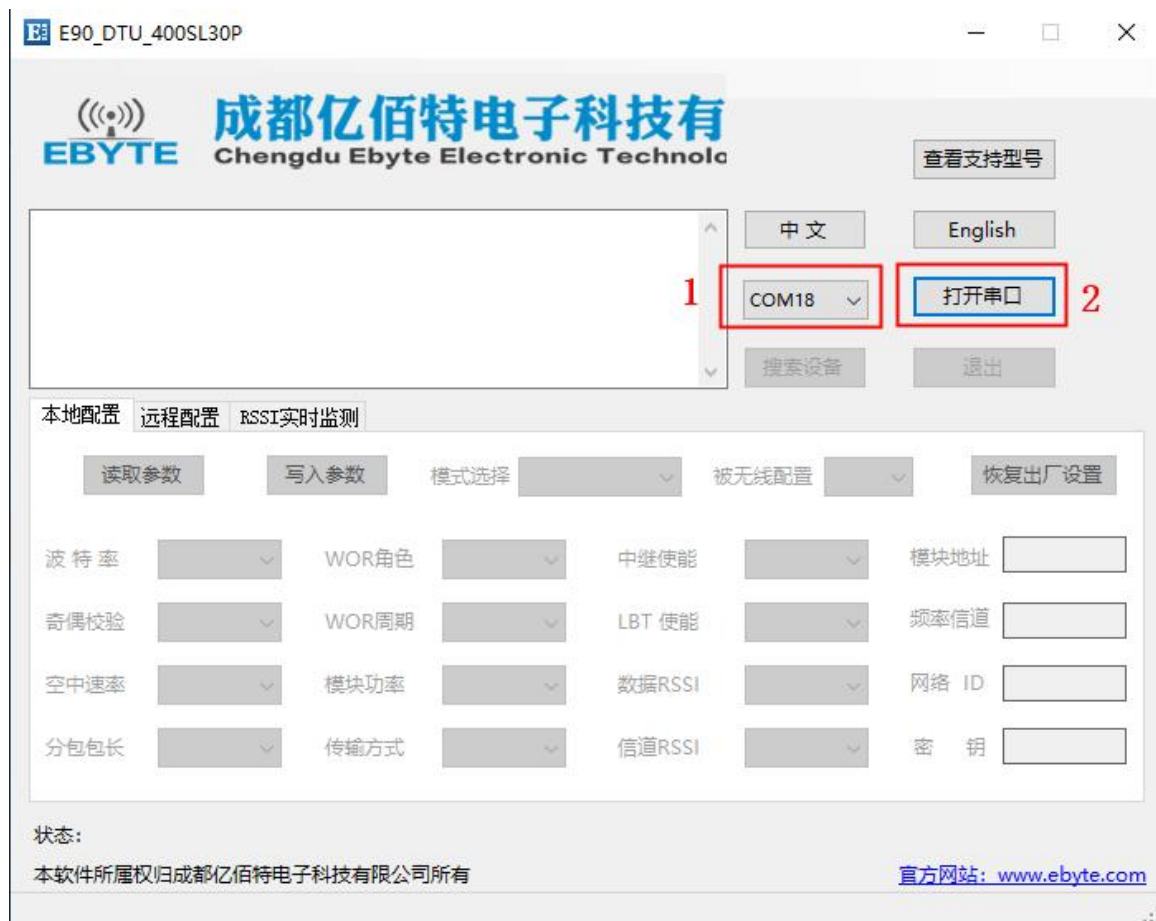 E90_DTU_400SL30P
EBYTE
成都亿佰特电子科技有
Chengdu Ebyte Electronic Technolo
查看支持型号
中 文
English
1
COM18
打开串口
2
搜索设备
退出
本地配置 远程配置 RSSI实时监测
读取参数 写入参数 模式选择 被无线配置 恢复出厂设置
波 特 率 WOR角色 中继使能 模块地址
奇偶校验 WOR周期 LBT 使能 频率信道
空中速率 模块功率 数据RSSI 网络 ID
分包包长 传输方式 信道RSSI 密 钥
状态:
本软件所属权归成都亿佰特电子科技有限公司所有 官方网站: www.ebyte.com